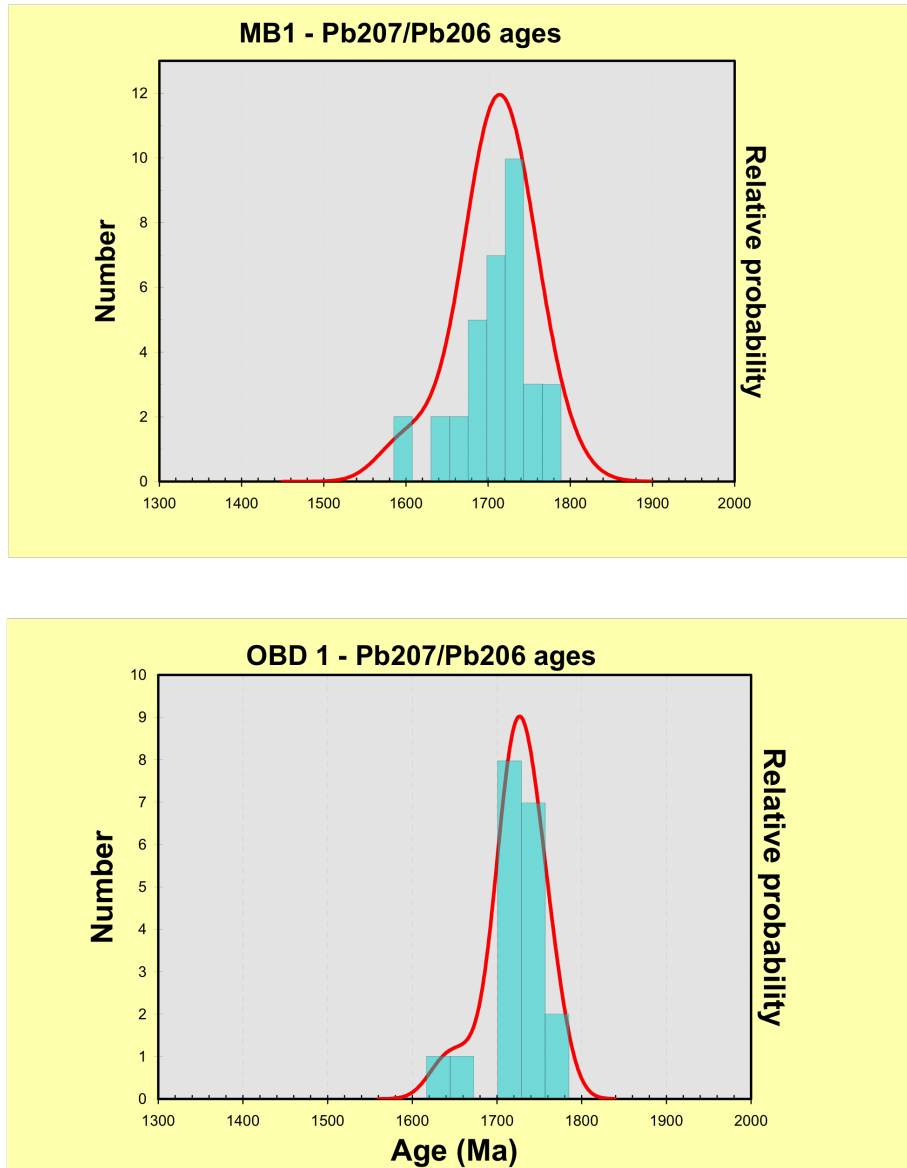 MB1 - Pb207/Pb206 ages
12
10
8
6
4
2
0
Number
Relative probability
1300 1400 1500 1600 1700 1800 1900 2000
OBD 1 - Pb207/Pb206 ages
10
9
8
7
6
5
4
3
2
1
0
Number
Relative probability
1300 1400 1500 1600 1700 1800 1900 2000
Age (Ma)